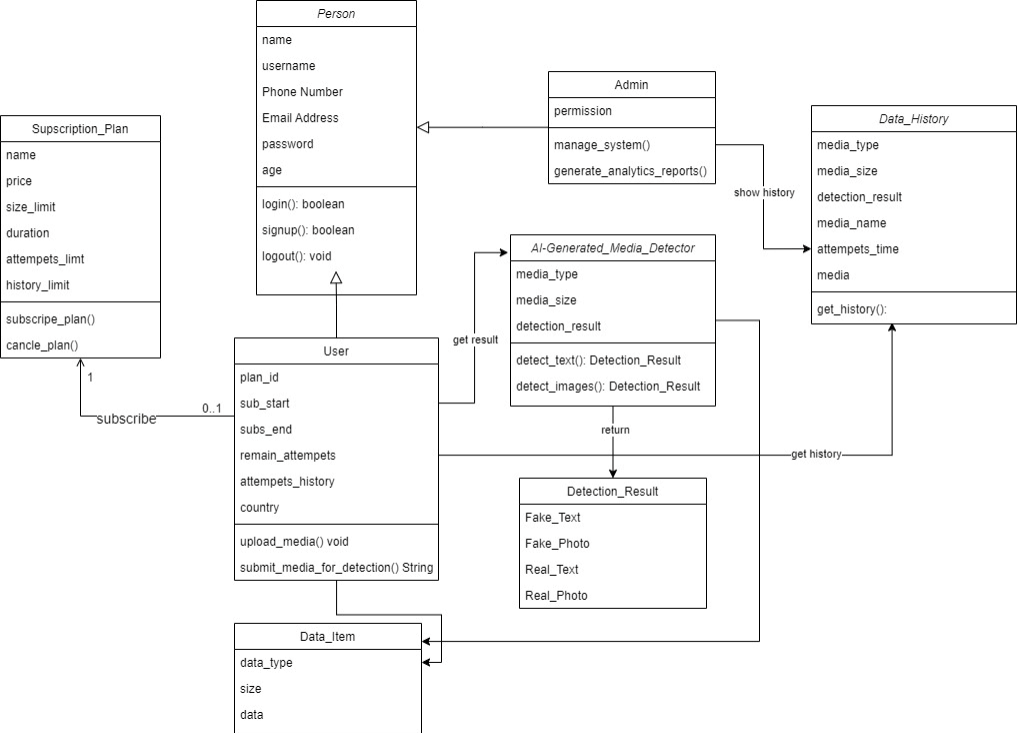 Person
name
username
Phone Number
Email Address
password
age
login(): boolean
signup(): boolean
logout(): void
Admin
permission
manage_system()
generate_analytics_reports()
show history
Data_History
media_type
media_size
detection_result
media_name
attempets_time
media
get_history():
Supscription_Plan
name
price
size_limit
duration
attempets_limt
history_limit
subscripe_plan()
cancle_plan()
1
subscribe
0..1
AI-Generated_Media_Detector
media_type
media_size
detection_result
detect_text(): Detection_Result
detect_images(): Detection_Result
get result
return
get history
User
plan_id
sub_start
subs_end
remain_attempets
attempets_history
country
upload_media() void
submit_media_for_detection() String
Detection_Result
Fake_Text
Fake_Photo
Real_Text
Real_Photo
Data_Item
data_type
size
data